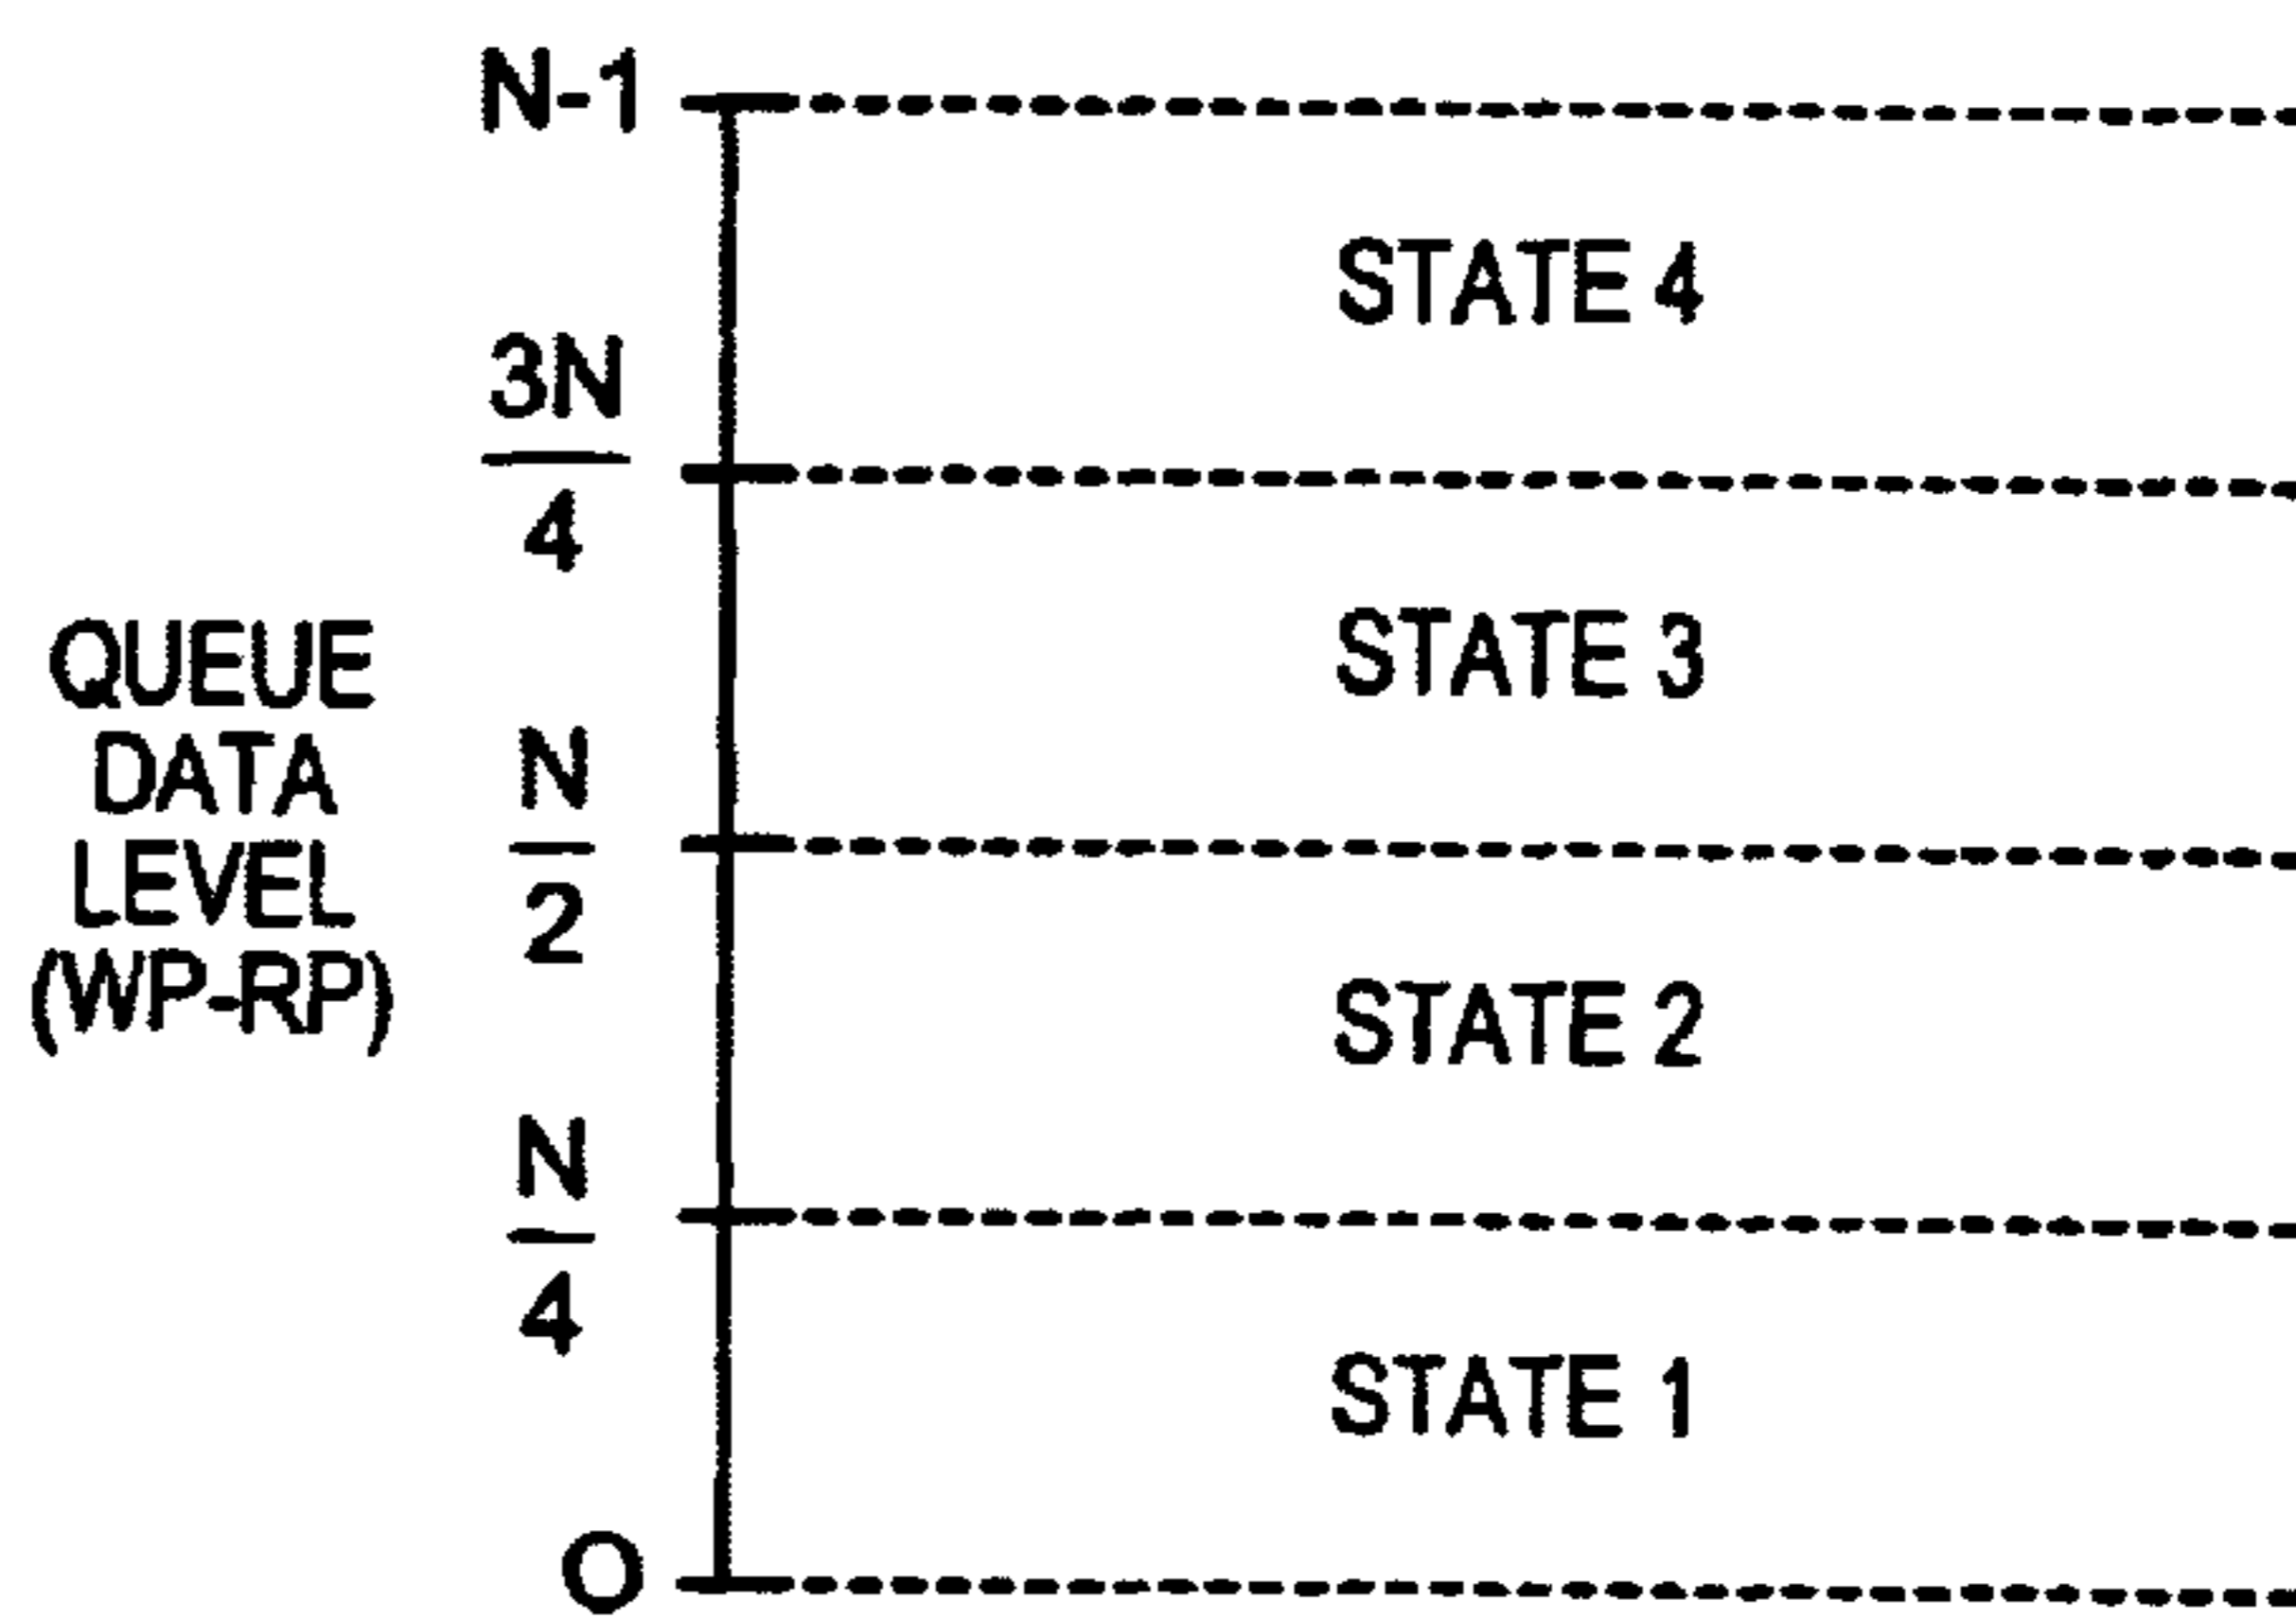 N-1
STATE 4
3N
4
STATE 3
QUEUE
DATA
LEVEL
(WP-RP)
N
2
STATE 2
N
4
STATE 1
O